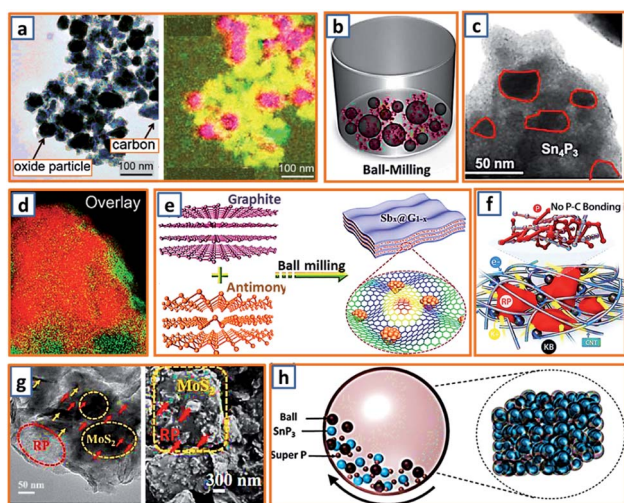 a
oxide particle
carbon
100 nm
100 nm
b
Ball-Milling
c
Sn₄P₃
50 nm
d
Overlay
e
Graphite
Antimony
Ball milling
Sbₓ@G₁₋ₓ
f
No P-C Bonding
P
e-
RP
KB
CNT
g
RP
MoS₂
50 nm
MoS₂
RP
300 nm
h
Ball
SnP₃
Super P